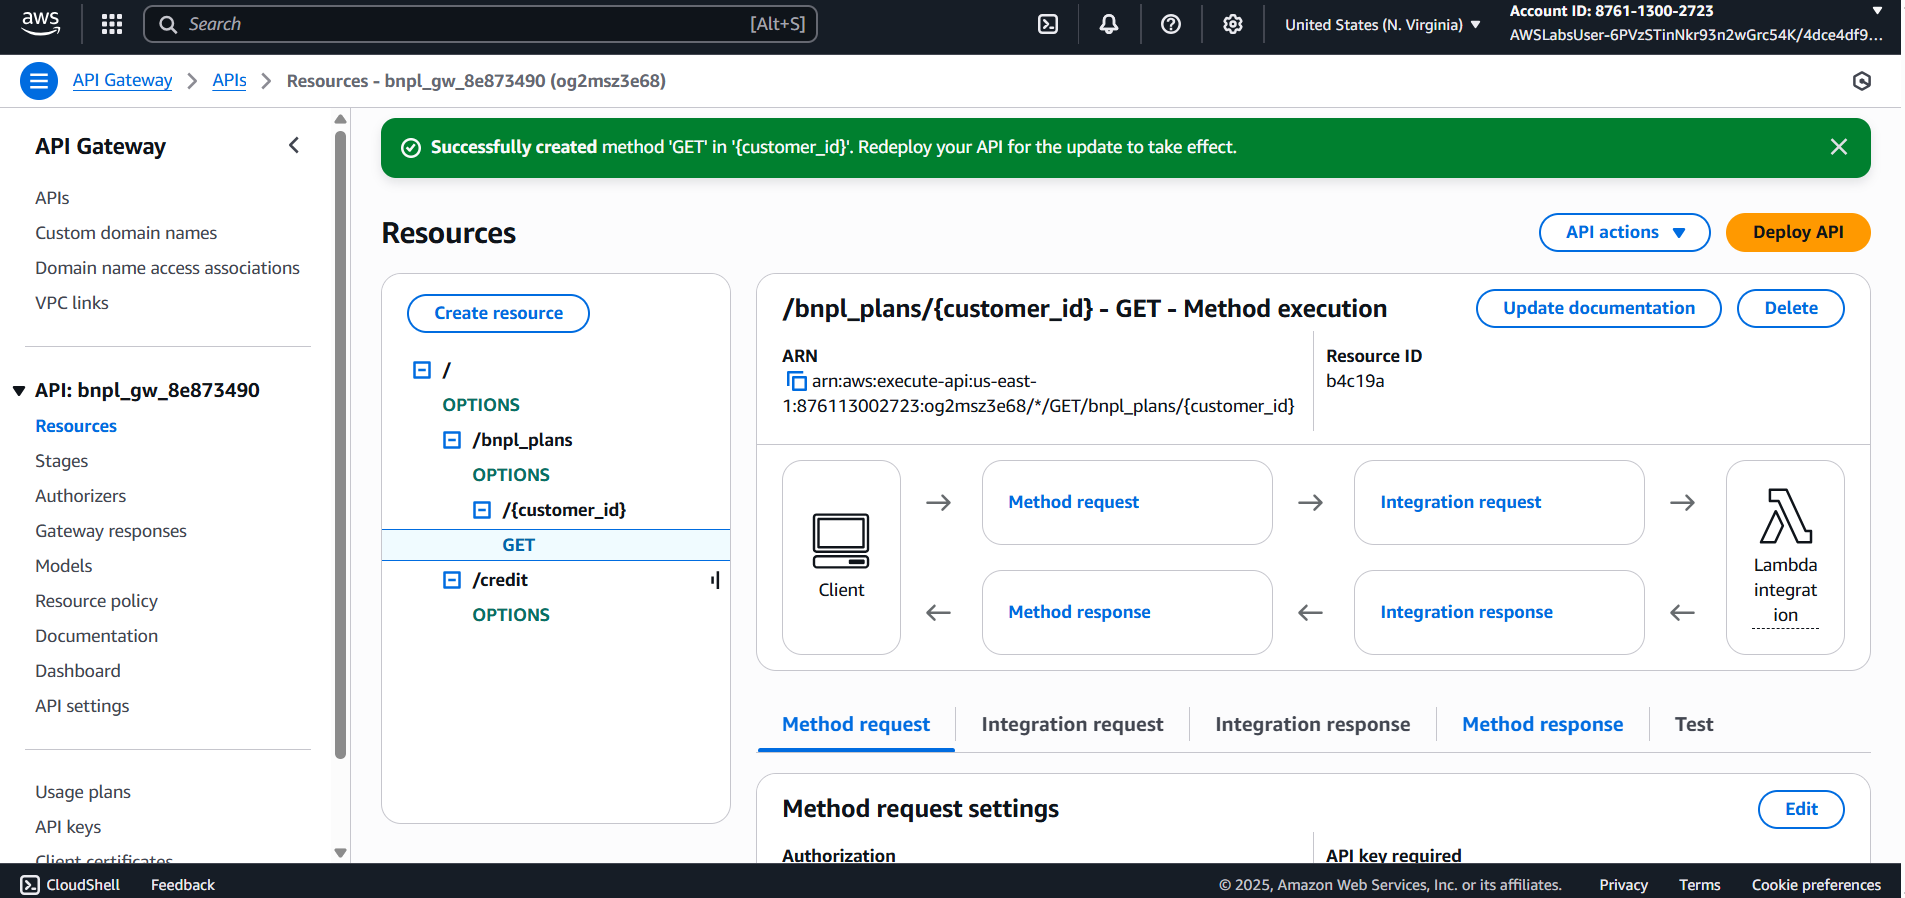 aws
Search
[Alt+S]
United States (N. Virginia)
Account ID: 8761-1300-2723
AWSLabsUser-6PVzSTinNkr93n2wGrc54K/4dce4df9...
API Gateway
APIs
Resources - bnpl_gw_8e873490 (og2msz3e68)
API Gateway
APIs
Custom domain names
Domain name access associations
VPC links
API: bnpl_gw_8e873490
Resources
Stages
Authorizers
Gateway responses
Models
Resource policy
Documentation
Dashboard
API settings
Usage plans
API keys
Client certificates
Successfully created method 'GET' in '{customer_id}'. Redeploy your API for the update to take effect.
Resources
API actions
Deploy API
Create resource
/
OPTIONS
/bnpl_plans
OPTIONS
/{customer_id}
GET
/credit
OPTIONS
/bnpl_plans/{customer_id} - GET - Method execution
Update documentation
Delete
ARN
arn:aws:execute-api:us-east-
1:876113002723:og2msz3e68/*/GET/bnpl_plans/{customer_id}
Resource ID
b4c19a
Client
Method request
Integration request
Method response
Integration response
Lambda
integrat
ion
Method request
Integration request
Integration response
Method response
Test
Method request settings
Edit
Authorization
API key required
CloudShell
Feedback
© 2025, Amazon Web Services, Inc. or its affiliates.
Privacy
Terms
Cookie preferences